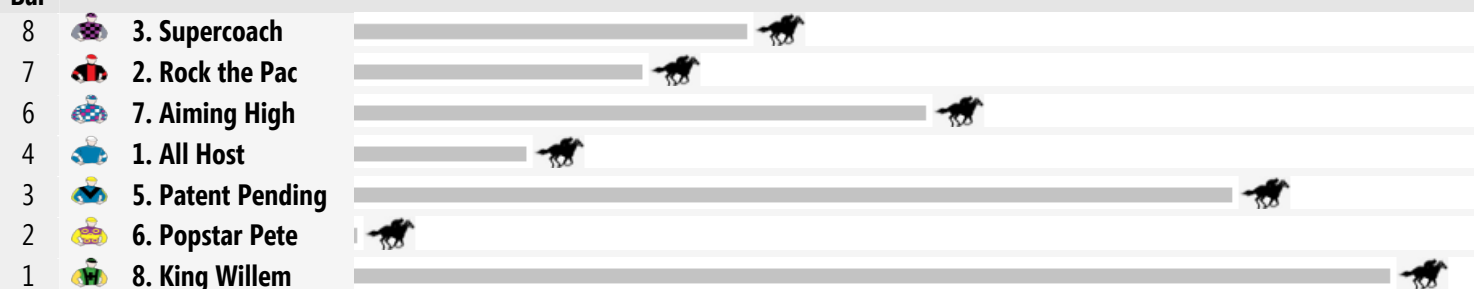 Bar
8 3. Supercoach
7 2. Rock the Pac
6 7. Aiming High
4 1. All Host
3 5. Patent Pending
2 6. Popstar Pete
1 8. King Willem